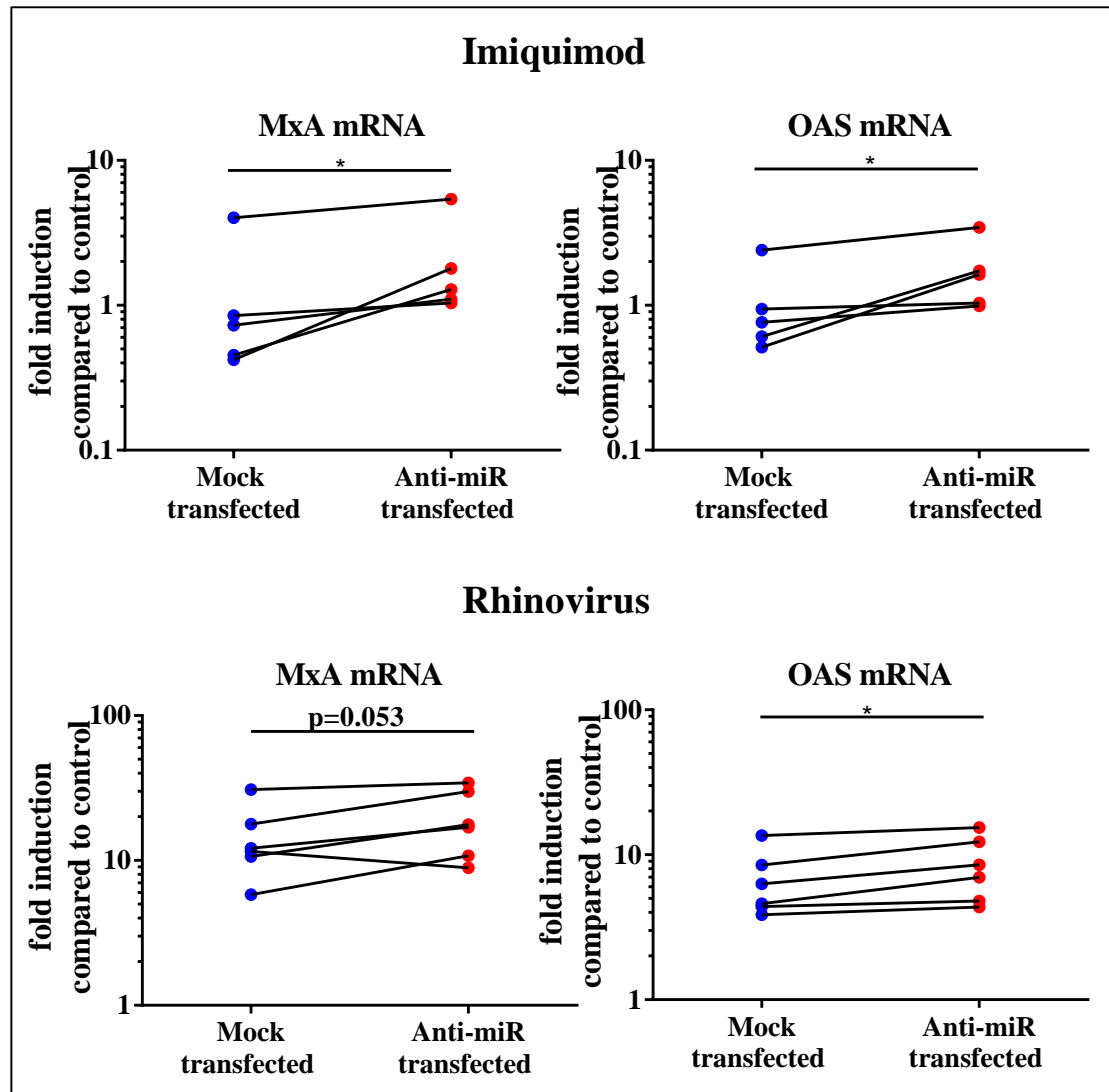 Imiquimod
MxA mRNA
*
fold induction
compared to control
10
1
0.1
Mock
transfected
Anti-miR
transfected
OAS mRNA
*
fold induction
compared to control
10
1
0.1
Mock
transfected
Anti-miR
transfected
Rhinovirus
MxA mRNA
p=0.053
fold induction
compared to control
100
10
1
Mock
transfected
Anti-miR
transfected
OAS mRNA
*
fold induction
compared to control
100
10
1
Mock
transfected
Anti-miR
transfected